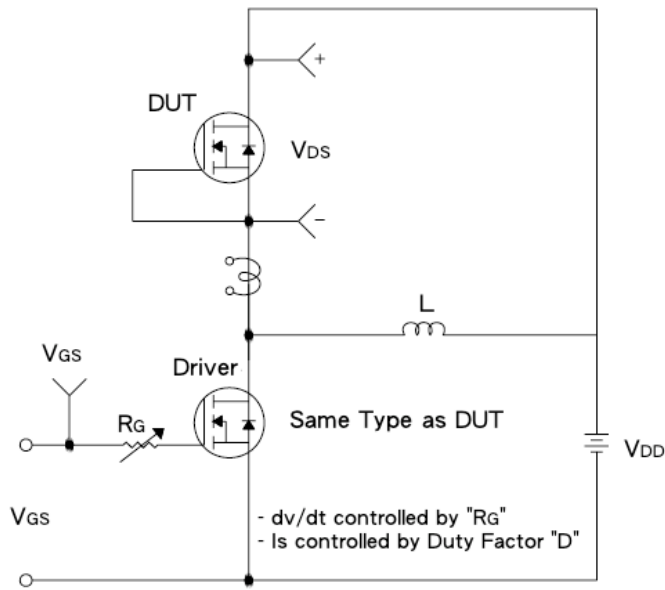 +
DUT
VDS
−
L
VGS
Driver
RG
Same Type as DUT
VDD
VGS
- dv/dt controlled by "RG"
- Is controlled by Duty Factor "D"